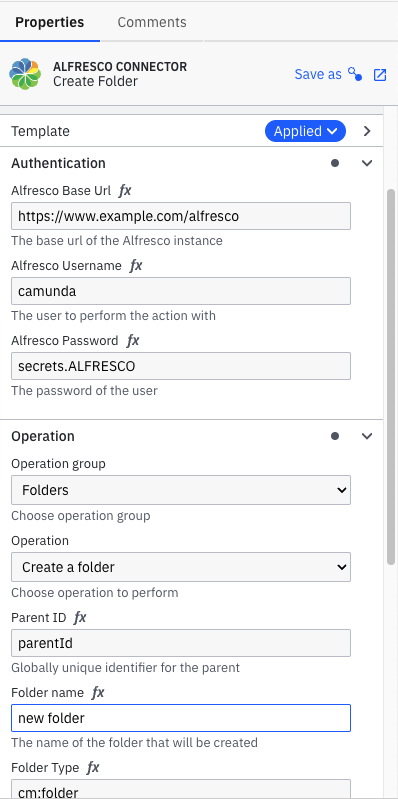 Properties
Comments
ALFRESCO CONNECTOR
Create Folder
Save as
Template
Applied
Authentication
Alfresco Base Url fx
https://www.example.com/alfresco
The base url of the Alfresco instance
Alfresco Username fx
camunda
The user to perform the action with
Alfresco Password fx
secrets.ALFRESCO
The password of the user
Operation
Operation group
Folders
Choose operation group
Operation
Create a folder
Choose operation to perform
Parent ID fx
parentId
Globally unique identifier for the parent
Folder name fx
new folder
The name of the folder that will be created
Folder Type fx
cm:folder